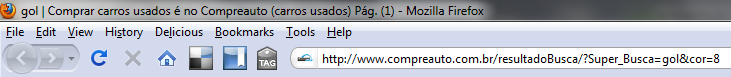 gol | Comprar carros usados é no Compreauto (carros usados) Pág. (1) - Mozilla Firefox
File Edit View History Delicious Bookmarks Tools Help
TAG http://www.compreauto.com.br/resultadoBusca/?Super_Busca=gol&cor=8